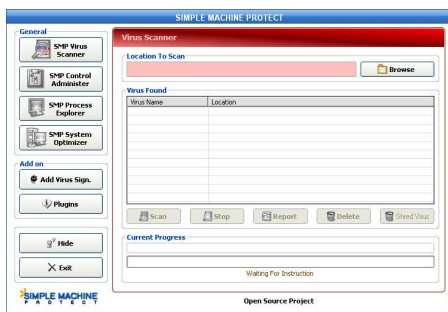 SIMPLE MACHINE PROTECT
General
SMP Virus
Scanner
SMP Control
Administer
SMP Process
Explorer
SMP System
Optimizer
Add on
Add Virus Sign.
Plugins
Hide
Exit
SIMPLE MACHINE
PROTECT
Virus Scanner
Location To Scan
Browse
Virus Found
Virus Name Location
Scan Stop Report Delete Shred Virus
Current Progress
Waiting For Instruction
Open Source Project